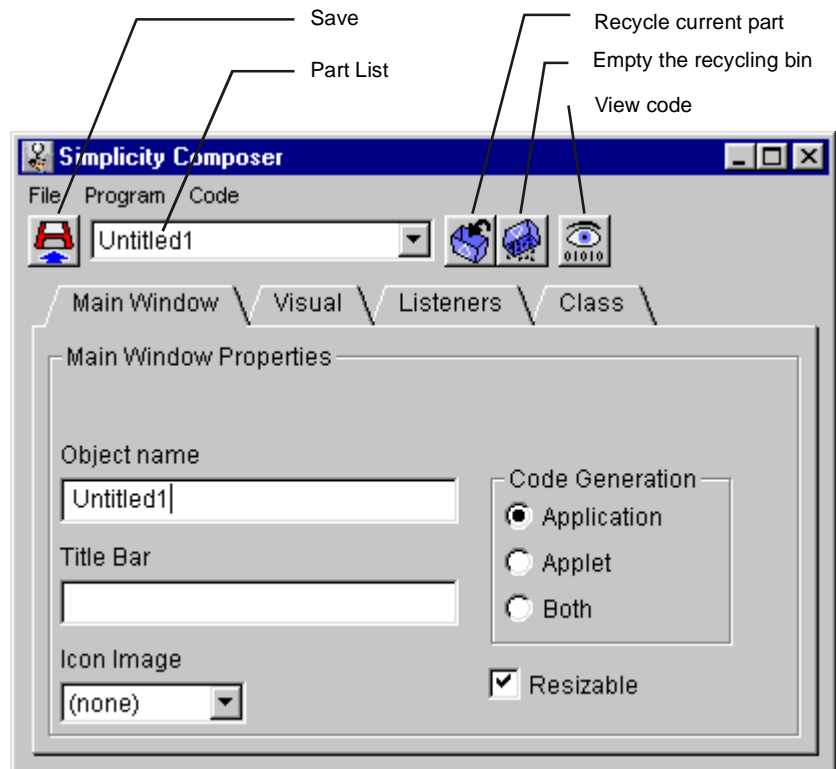 Save
Recycle current part
Part List
Empty the recycling bin
View code
Simplicity Composer
File Program Code
Untitled1
01010
Main Window Visual Listeners Class
Main Window Properties
Object name
Untitled1
Code Generation
Application
Title Bar
Applet
Both
Icon Image
(none)
Resizable